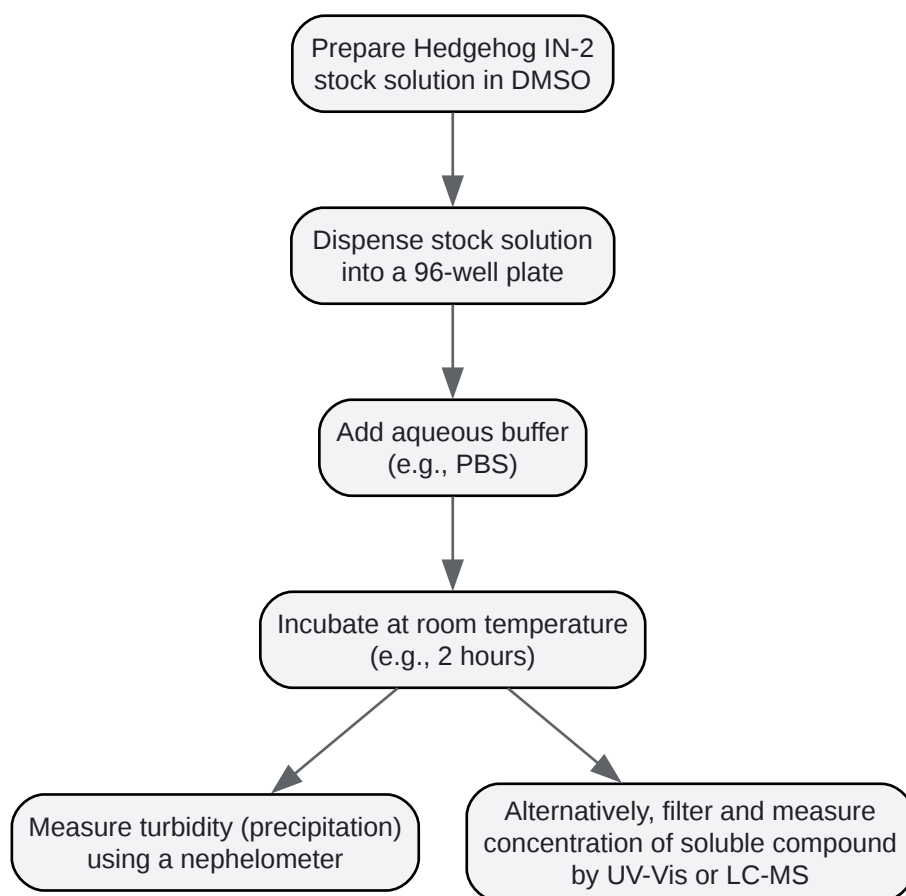 Prepare Hedgehog IN-2
stock solution in DMSO
Dispense stock solution
into a 96-well plate
Add aqueous buffer
(e.g., PBS)
Incubate at room temperature
(e.g., 2 hours)
Measure turbidity (precipitation)
using a nephelometer
Alternatively, filter and measure
concentration of soluble compound
by UV-Vis or LC-MS